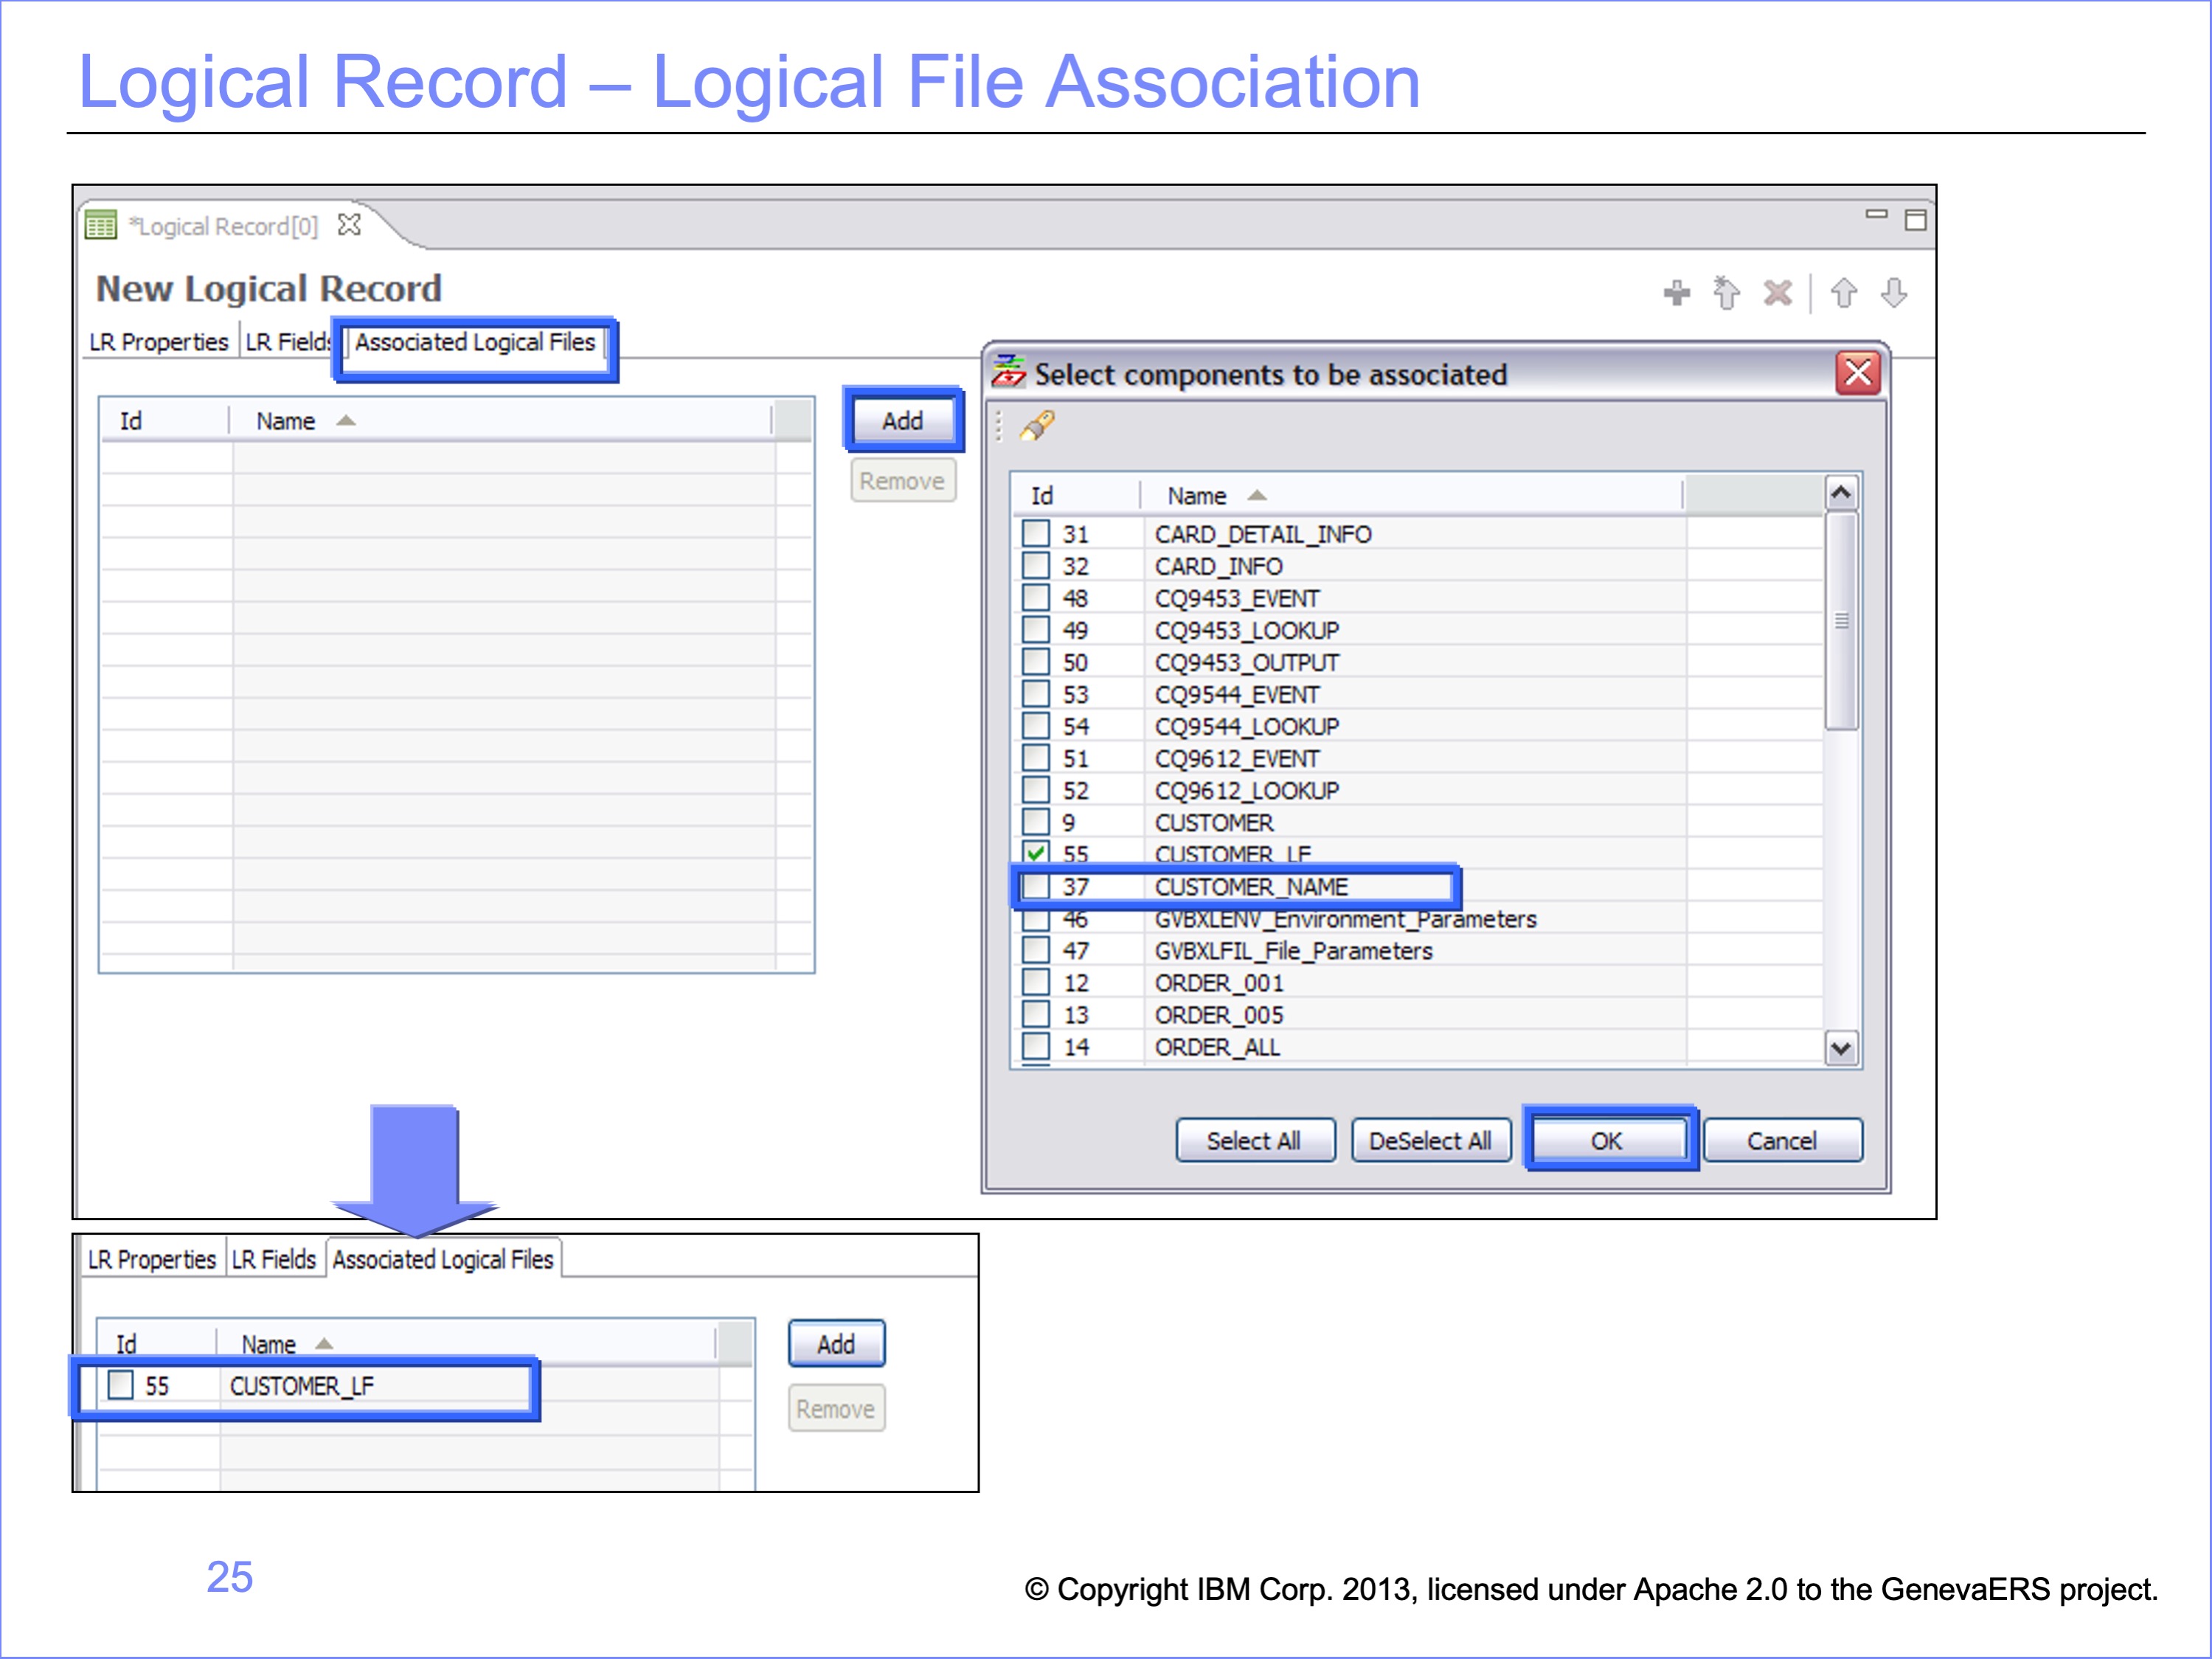 Logical Record – Logical File Association
*Logical Record[0]
New Logical Record
LR Properties LR Fields Associated Logical Files
Id Name
Add
Remove
Select components to be associated
Id Name
31 CARD_DETAIL_INFO
32 CARD_INFO
48 CQ9453_EVENT
49 CQ9453_LOOKUP
50 CQ9453_OUTPUT
53 CQ9544_EVENT
54 CQ9544_LOOKUP
51 CQ9612_EVENT
52 CQ9612_LOOKUP
9 CUSTOMER
55 CUSTOMER_LF
37 CUSTOMER_NAME
46 GVBXLENV_Environment_Parameters
47 GVBXLFIL_File_Parameters
12 ORDER_001
13 ORDER_005
14 ORDER_ALL
Select All DeSelect All OK Cancel
LR Properties LR Fields Associated Logical Files
Id Name
Add
55 CUSTOMER_LF
Remove
25
© Copyright IBM Corp. 2013, licensed under Apache 2.0 to the GenevaERS project.